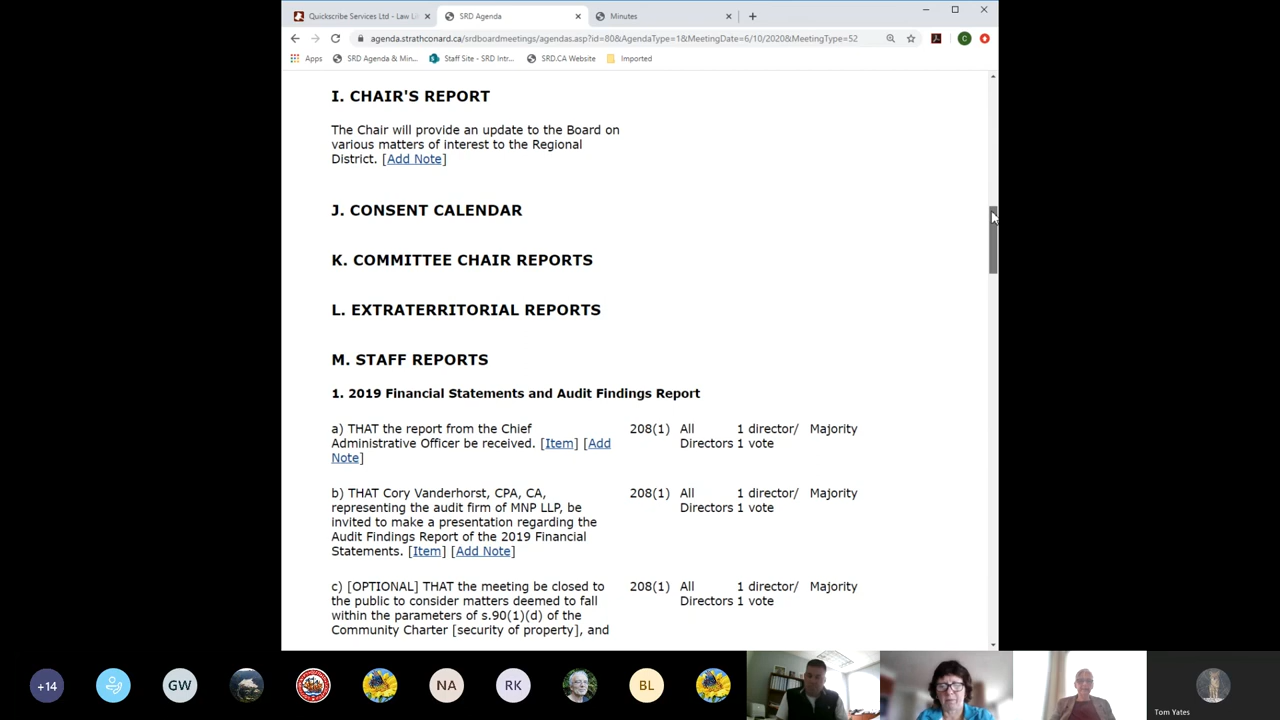 Quickscribe Services Ltd - Law Li
SRD Agenda
Minutes
agenda.strathconard.ca/srdboardmeetings/agendas.asp?id=80&AgendaType=1&MeetingDate=6/10/2020&MeetingType=52
C
Apps
SRD Agenda & Min...
Staff Site - SRD Intr...
SRD.CA Website
Imported
I. CHAIR'S REPORT
The Chair will provide an update to the Board on
various matters of interest to the Regional
District. [Add Note]
J. CONSENT CALENDAR
K. COMMITTEE CHAIR REPORTS
L. EXTRATERRITORIAL REPORTS
M. STAFF REPORTS
1. 2019 Financial Statements and Audit Findings Report
a) THAT the report from the Chief 208(1) All 1 director/ Majority
Administrative Officer be received. [Item] [Add Directors 1 vote
Note]
b) THAT Cory Vanderhorst, CPA, CA, 208(1) All 1 director/ Majority
representing the audit firm of MNP LLP, be Directors 1 vote
invited to make a presentation regarding the
Audit Findings Report of the 2019 Financial
Statements. [Item] [Add Note]
c) [OPTIONAL] THAT the meeting be closed to 208(1) All 1 director/ Majority
the public to consider matters deemed to fall Directors 1 vote
within the parameters of s.90(1)(d) of the
Community Charter [security of property], and
+14
GW
NA
RK
BL
Tom Yates